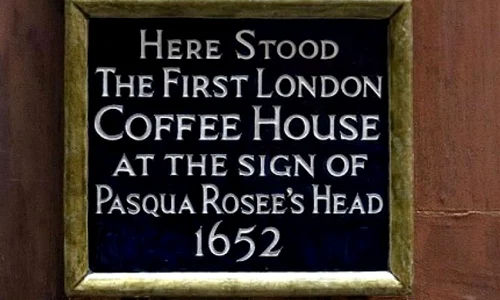 Here Stood
The First London
Coffee House
at the sign of
Pasqua Rosee's Head
1652